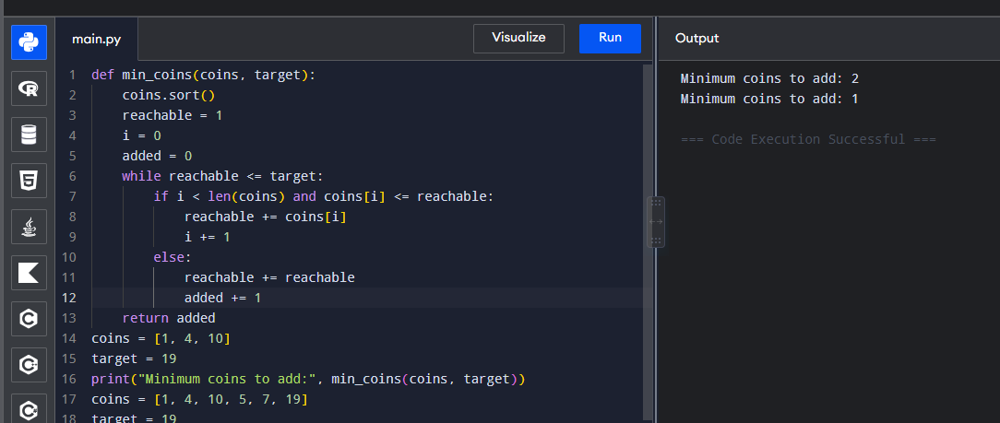 main.py
Visualize
Run
Output
1 def min_coins(coins, target):
2     coins.sort()
3     reachable = 1
4     i = 0
5     added = 0
6     while reachable <= target:
7         if i < len(coins) and coins[i] <= reachable:
8             reachable += coins[i]
9             i += 1
10         else:
11             reachable += reachable
12             added += 1
13     return added
14 coins = [1, 4, 10]
15 target = 19
16 print("Minimum coins to add:", min_coins(coins, target))
17 coins = [1, 4, 10, 5, 7, 19]
18 target = 19
Minimum coins to add: 2
Minimum coins to add: 1
=== Code Execution Successful ===